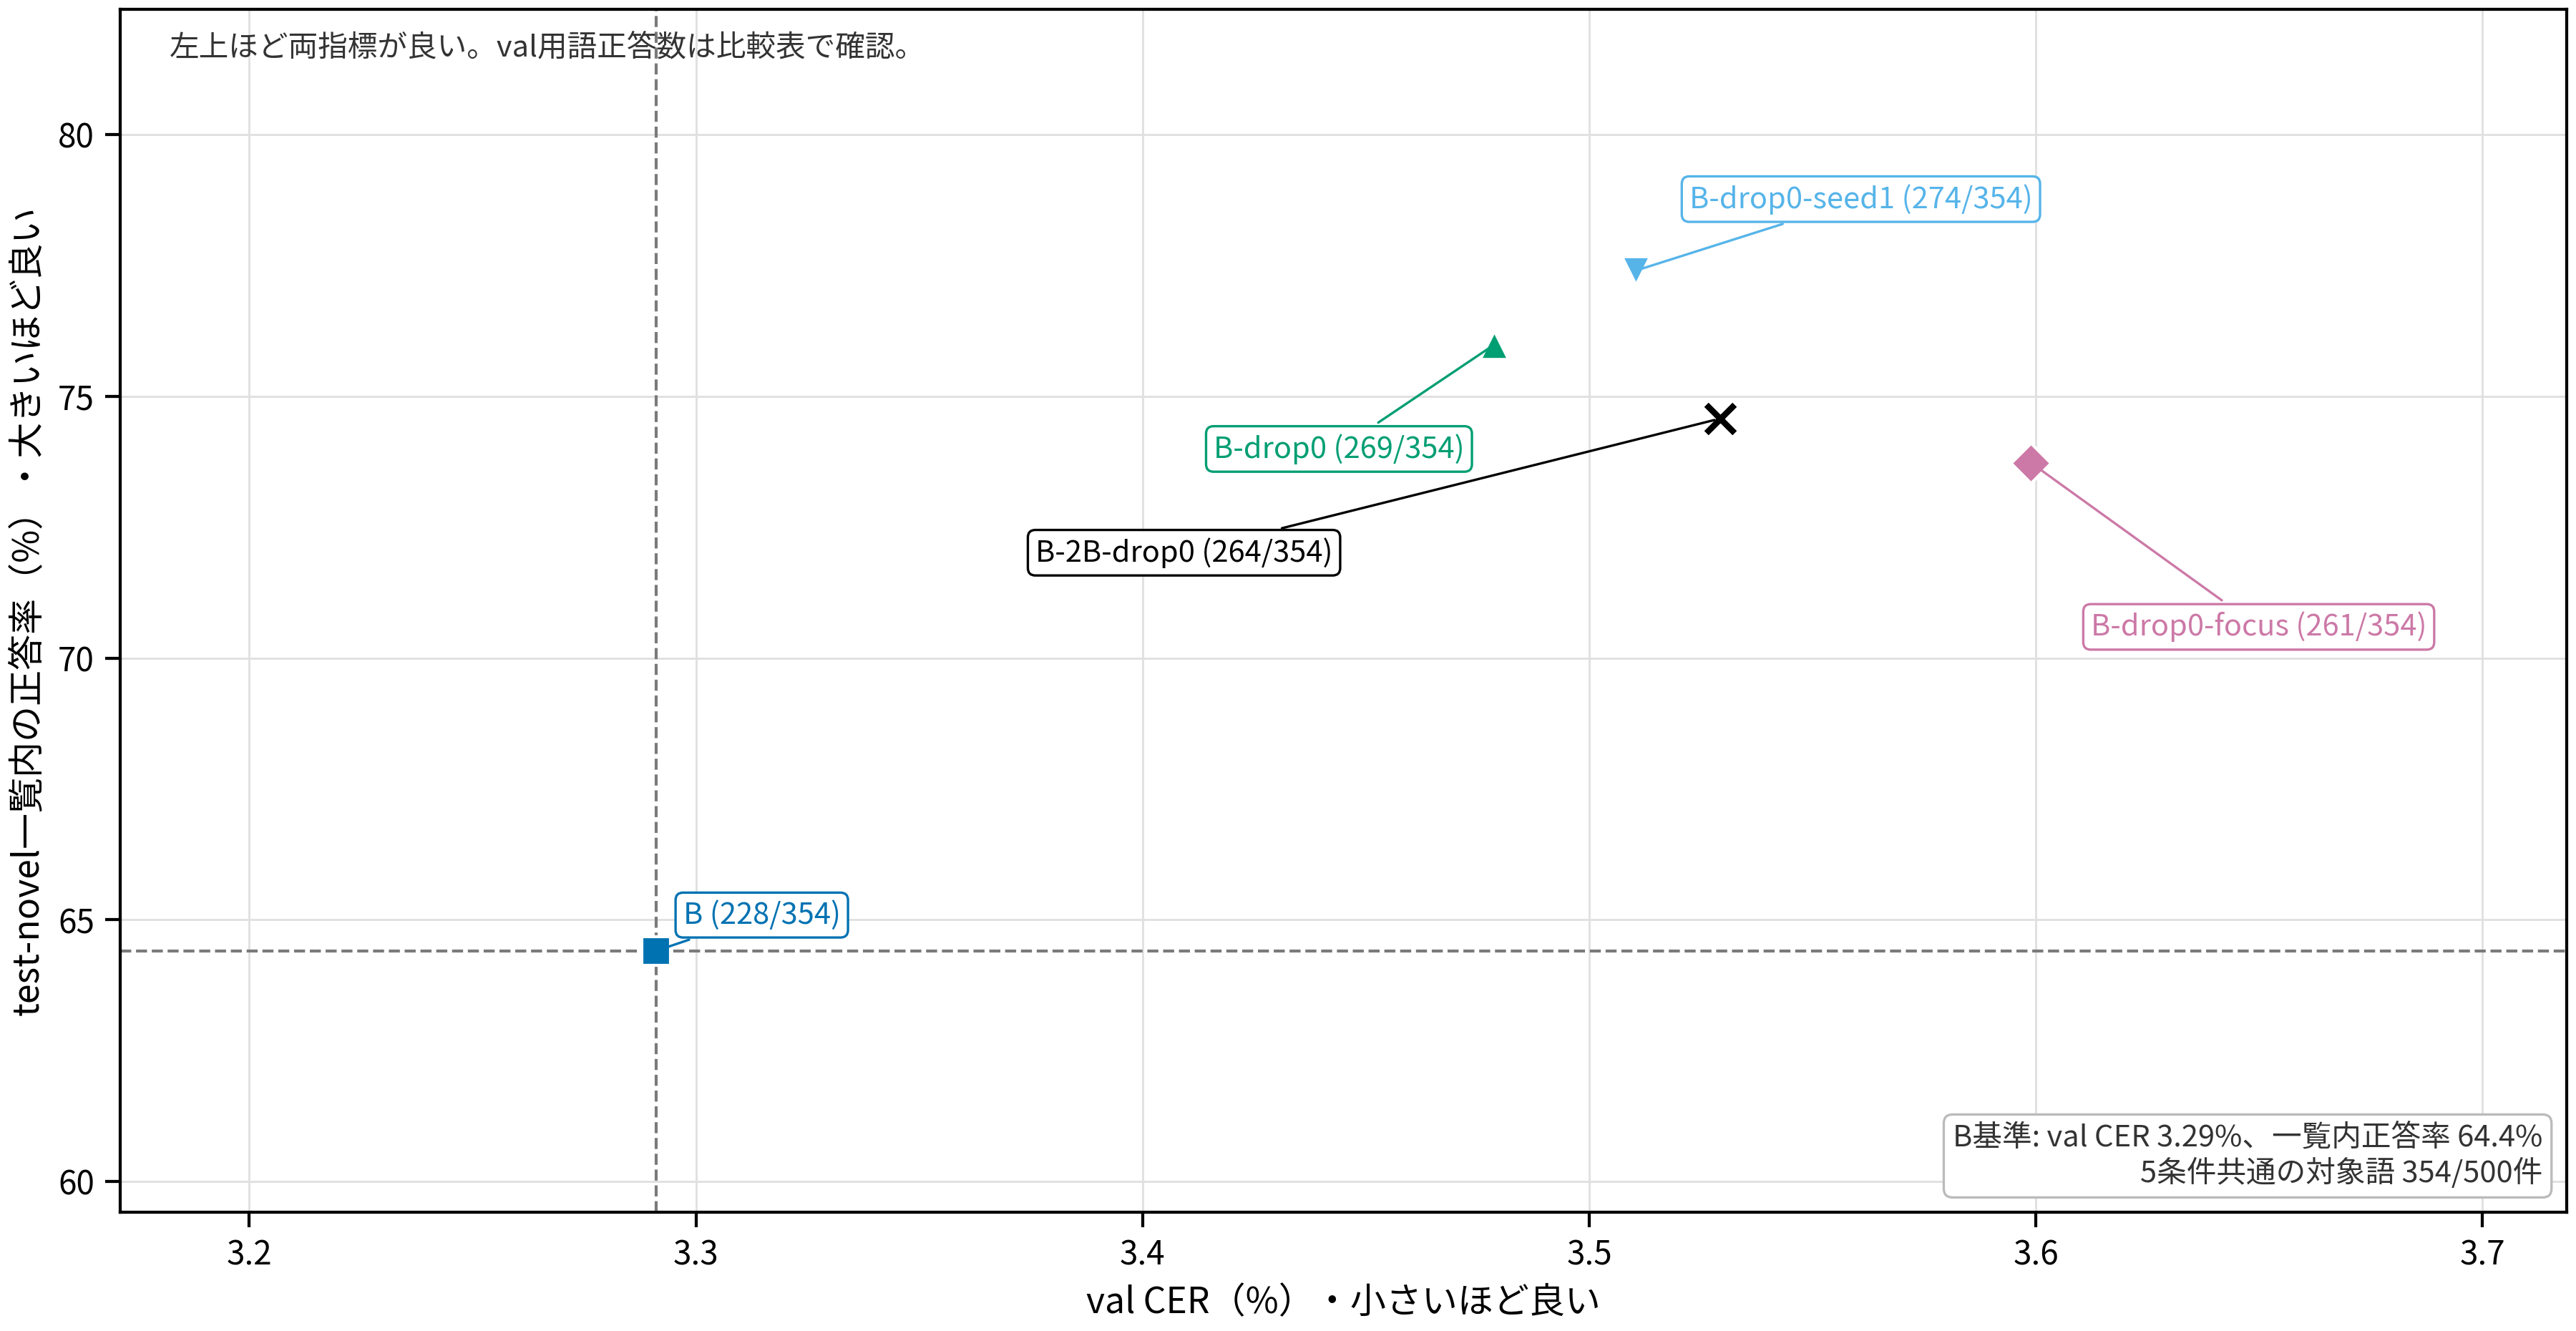 左上ほど両指標が良い。val用語正答数は比較表で確認。
test-novel一覧内の正答率（%）・大きいほど良い
80
75
70
65
60
B-drop0-seed1 (274/354)
B-drop0 (269/354)
B-2B-drop0 (264/354)
B-drop0-focus (261/354)
B (228/354)
B基準: val CER 3.29%、一覧内正答率 64.4%
5条件共通の対象語 354/500件
3.2
3.3
3.4
3.5
3.6
3.7
val CER（%）・小さいほど良い